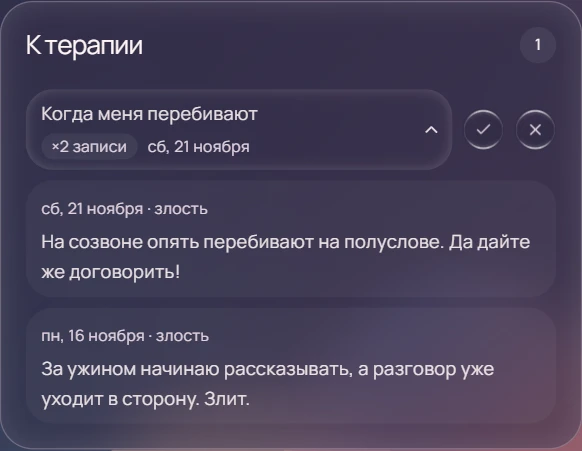 К терапии
1
Когда меня перебивают
×2 записи сб, 21 ноября
сб, 21 ноября · злость
На созвоне опять перебивают на полуслове. Да дайте
же договорить!
пн, 16 ноября · злость
За ужином начинаю рассказывать, а разговор уже
уходит в сторону. Злит.